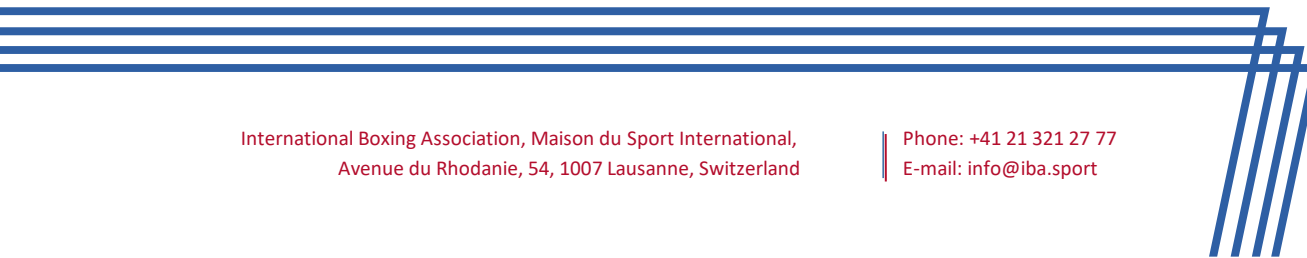 International Boxing Association, Maison du Sport International,
Avenue du Rhodanie, 54, 1007 Lausanne, Switzerland
Phone: +41 21 321 27 77
E-mail: info@iba.sport